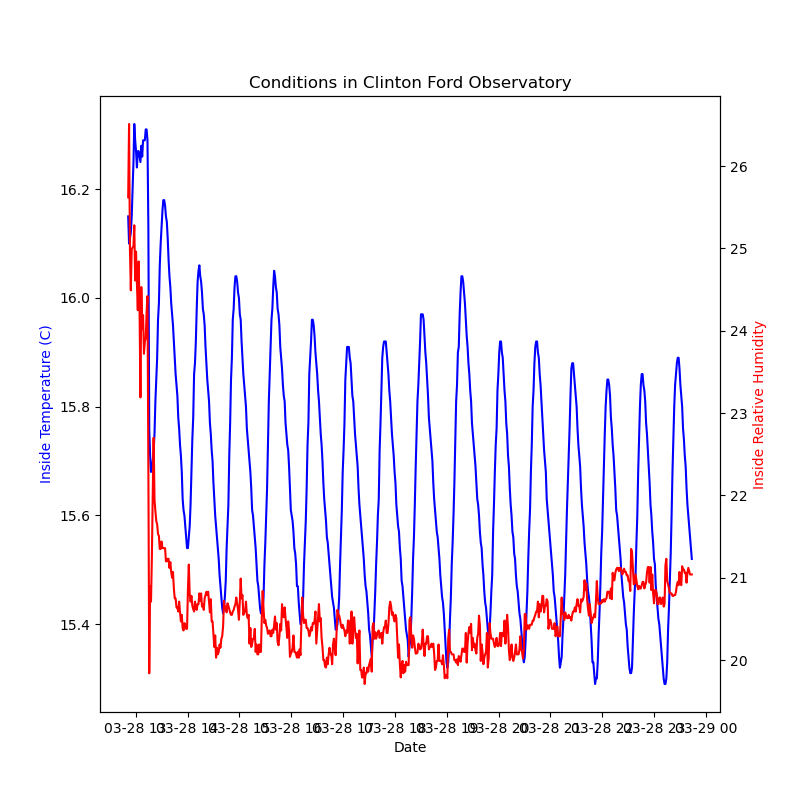 Conditions in Clinton Ford Observatory
Inside Temperature (C)
16.2
16.0
15.8
15.6
15.4
26
25
24
23
22
21
20
Inside Relative Humidity
03-28 13 03-28 14 03-28 15 03-28 16 03-28 17 03-28 18 03-28 19 03-28 20 03-28 21 03-28 22 03-28 23 03-29 00
Date